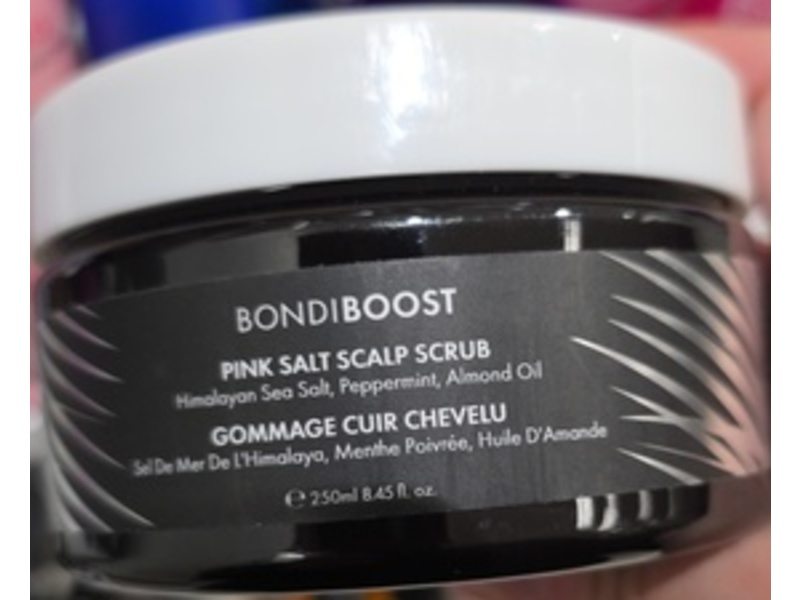 BONDIBOOST
PINK SALT SCALP SCRUB
Himalayan Sea Salt, Peppermint, Almond Oil
GOMMAGE CUIR CHEVELU
Sel De Mer De L'Himalaya, Menthe Poivrée, Huile D'Amande
℮ 250ml 8.45 fl. oz.